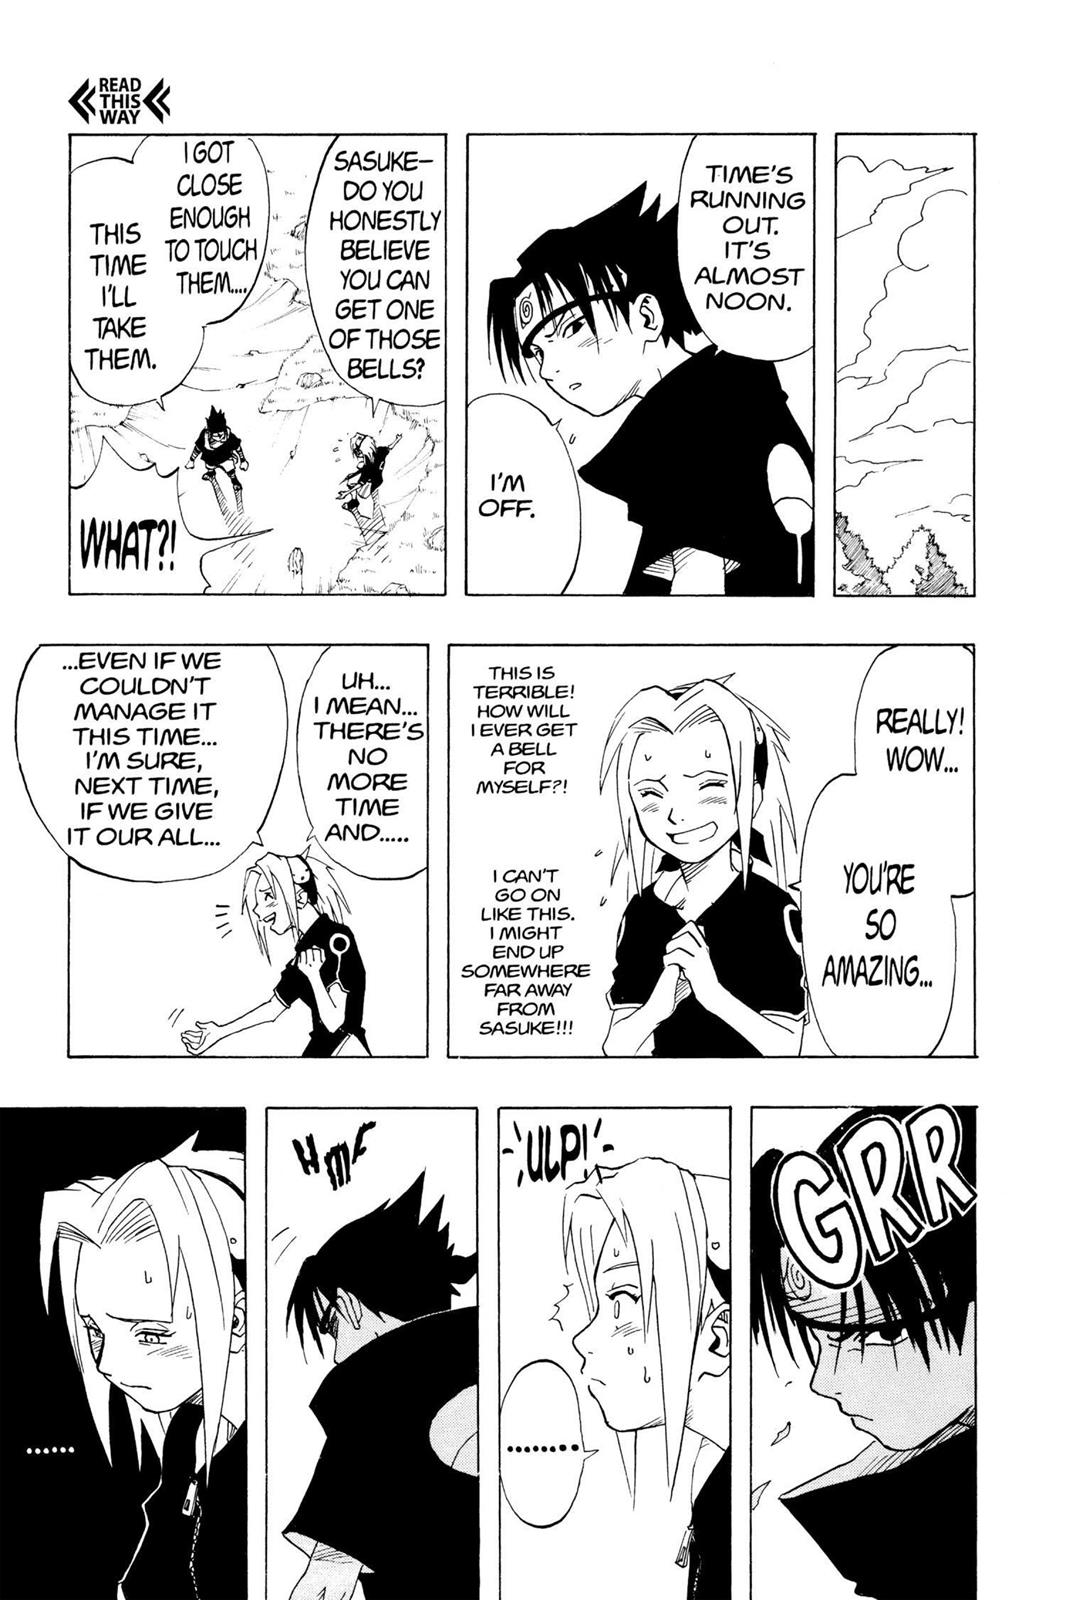 READ
THIS
WAY
TIME'S
RUNNING
OUT.
IT'S
ALMOST
NOON.
I'M
OFF.
SASUKE—
DO YOU
HONESTLY
BELIEVE
YOU CAN
GET ONE
OF THOSE
BELLS?
I GOT
CLOSE
ENOUGH
TO TOUCH
THEM....
THIS
TIME
I'LL
TAKE
THEM.
WHAT?!
REALLY!
WOW...
YOU'RE
SO
AMAZING...
THIS IS
TERRIBLE!
HOW WILL
I EVER GET
A BELL
FOR
MYSELF?!
I CAN'T
GO ON
LIKE THIS.
I MIGHT
END UP
SOMEWHERE
FAR AWAY
FROM
SASUKE!!!
UH...
I MEAN...
THERE'S
NO
MORE
TIME
AND.....
...EVEN IF WE
COULDN'T
MANAGE IT
THIS TIME...
I'M SURE,
NEXT TIME,
IF WE GIVE
IT OUR ALL...
GRR
ULP!
........
HMF
......